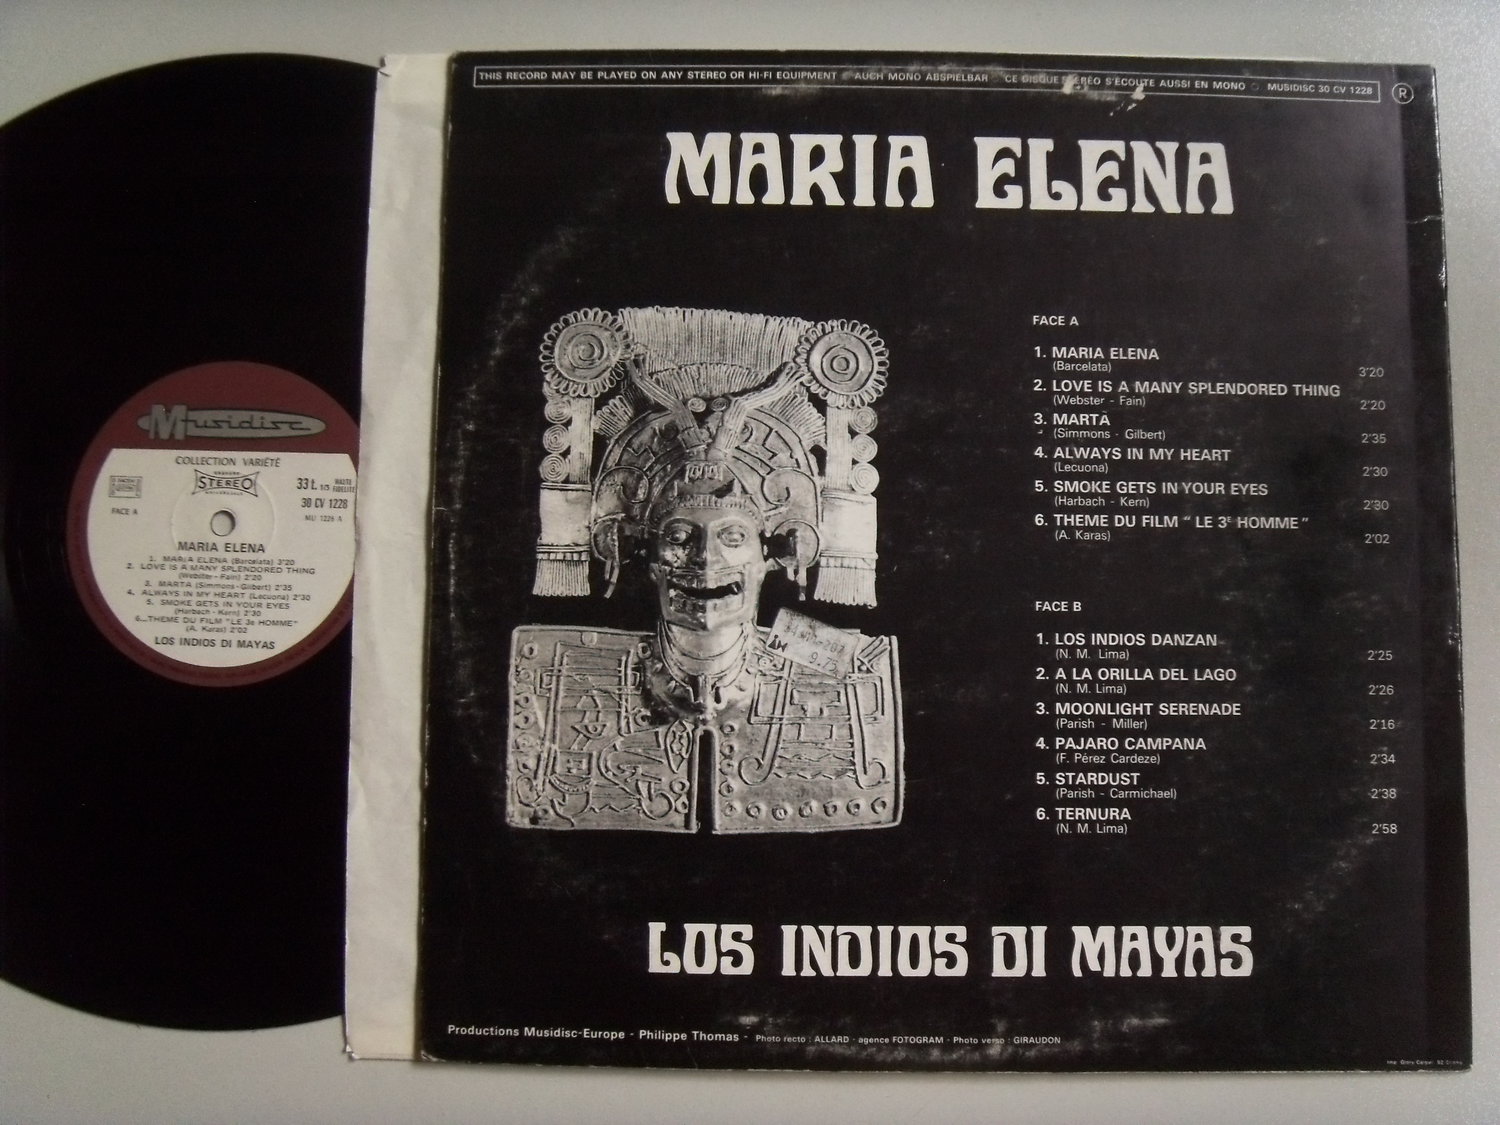 THIS RECORD MAY BE PLAYED ON ANY STEREO OR HI-FI EQUIPMENT AUCH MONO ABSPIELBAR CE DISQUE STEREO S'ÉCOUTE AUSSI EN MONO MUSIDISC 30 CV 1228 R
MARIA ELENA
FACE A
1. MARIA ELENA
(Barcelata) 3'20
2. LOVE IS A MANY SPLENDORED THING
(Webster - Fain) 2'20
3. MARTA
(Simmons - Gilbert) 2'35
4. ALWAYS IN MY HEART
(Lecuona) 2'30
5. SMOKE GETS IN YOUR EYES
(Harbach - Kern) 2'30
6. THEME DU FILM " LE 3E HOMME "
(A. Karas) 2'02
FACE B
1. LOS INDIOS DANZAN
(N. M. Lima) 2'25
2. A LA ORILLA DEL LAGO
(N. M. Lima) 2'26
3. MOONLIGHT SERENADE
(Parish - Miller) 2'16
4. PAJARO CAMPANA
(F. Pérez Cardeze) 2'34
5. STARDUST
(Parish - Carmichael) 2'38
6. TERNURA
(N. M. Lima) 2'58
9.75
LOS INDIOS DI MAYAS
Productions Musidisc-Europe - Philippe Thomas - Photo recto : ALLARD - agence FOTOGRAM - Photo verso : GIRAUDON
Musidisc
COLLECTION VARIÉTÉ
STEREO
33 t. 1/3 HAUTE FIDELITE
30 CV 1228
MU 1228 A
FACE A
MARIA ELENA
1. MARIA ELENA (Barcelata) 3'20
2. LOVE IS A MANY SPLENDORED THING
(Webster - Fain) 2'20
3. MARTA (Simmons - Gilbert) 2'35
4. ALWAYS IN MY HEART (Lecuona) 2'30
5. SMOKE GETS IN YOUR EYES
(Harbach - Kern) 2'30
6. THEME DU FILM "LE 3e HOMME"
(A. Karas) 2'02
LOS INDIOS DI MAYAS